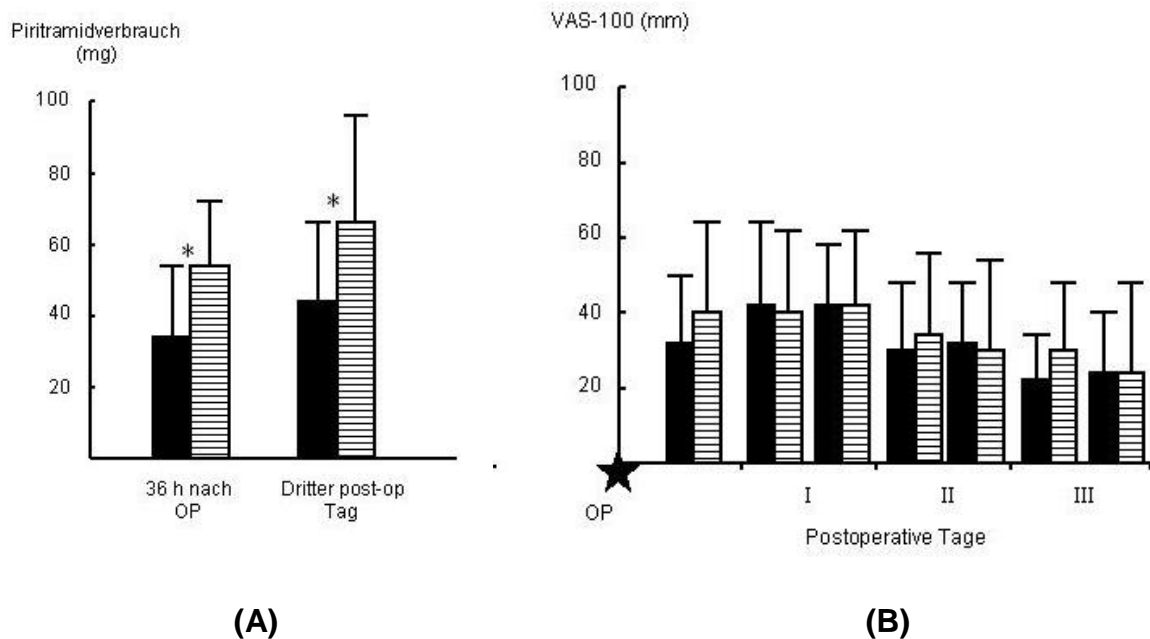 Piritramidverbrauch
(mg)
100
80
60
40
20
*
*
36 h nach
OP
Dritter post-op
Tag
(A)
VAS-100 (mm)
100
80
60
40
20
OP
I
II
III
Postoperative Tage
(B)